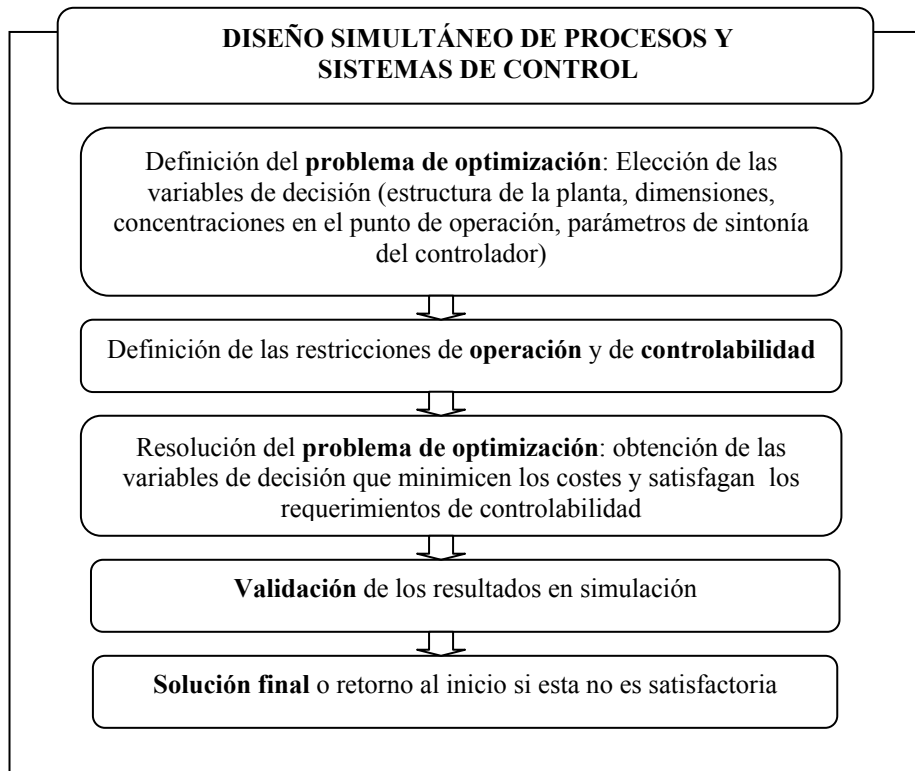 DISEÑO SIMULTÁNEO DE PROCESOS Y
SISTEMAS DE CONTROL
Definición del problema de optimización: Elección de las
variables de decisión (estructura de la planta, dimensiones,
concentraciones en el punto de operación, parámetros de sintonía
del controlador)
Definición de las restricciones de operación y de controlabilidad
Resolución del problema de optimización: obtención de las
variables de decisión que minimicen los costes y satisfagan los
requerimientos de controlabilidad
Validación de los resultados en simulación
Solución final o retorno al inicio si esta no es satisfactoria